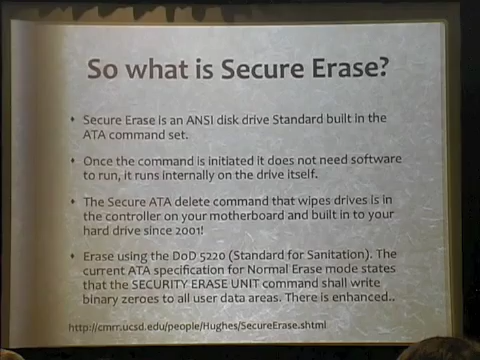 So what is Secure Erase?
Secure Erase is an ANSI disk drive Standard built in the
ATA command set.
Once the command is initiated it does not need software
to run, it runs internally on the drive itself.
The Secure ATA delete command that wipes drives is in
the controller on your motherboard and built in to your
hard drive since 2001!
Erase using the DoD 5220 (Standard for Sanitation). The
current ATA specification for Normal Erase mode states
that the SECURITY ERASE UNIT command shall write
binary zeroes to all user data areas. There is enhanced..
http://cmrr.ucsd.edu/people/Hughes/SecureErase.shtml